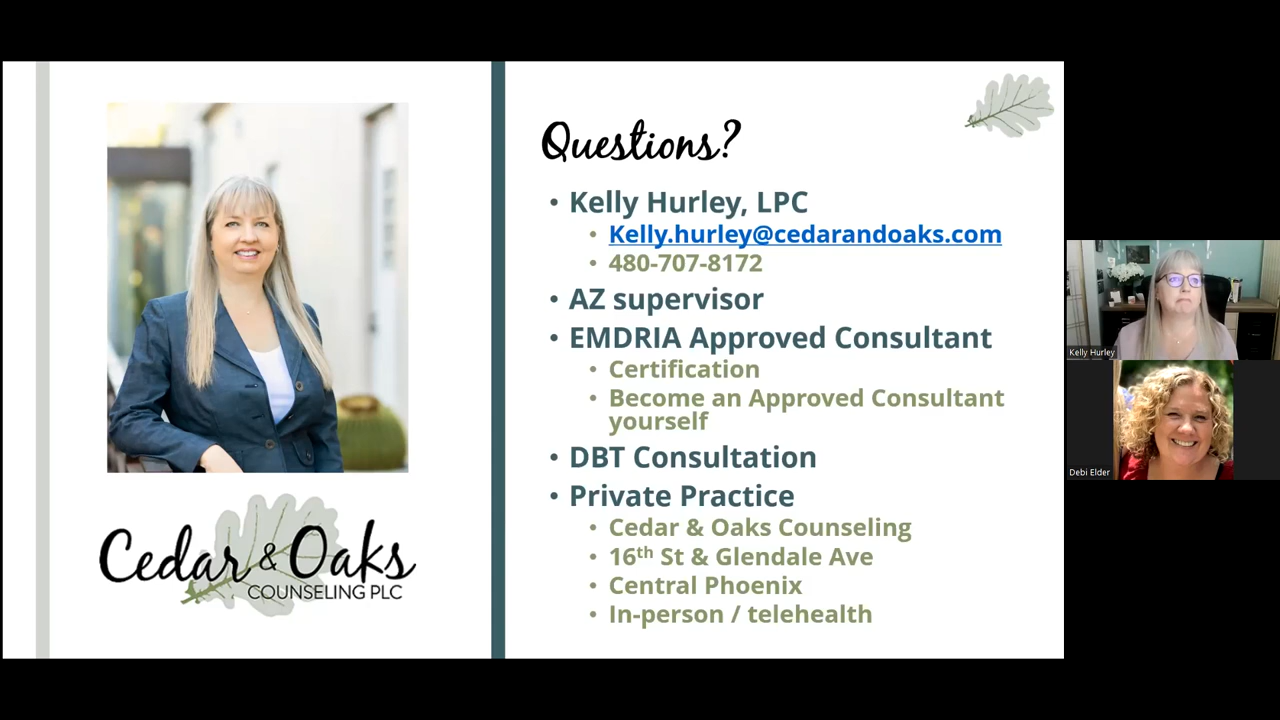 Questions?
• Kelly Hurley, LPC
• Kelly.hurley@cedarandoaks.com
• 480-707-8172
• AZ supervisor
• EMDRIA Approved Consultant
• Certification
• Become an Approved Consultant
yourself
• DBT Consultation
• Private Practice
• Cedar & Oaks Counseling
• 16th St & Glendale Ave
• Central Phoenix
• In-person / telehealth
Cedar & Oaks
COUNSELING PLC
Kelly Hurley
Debi Elder